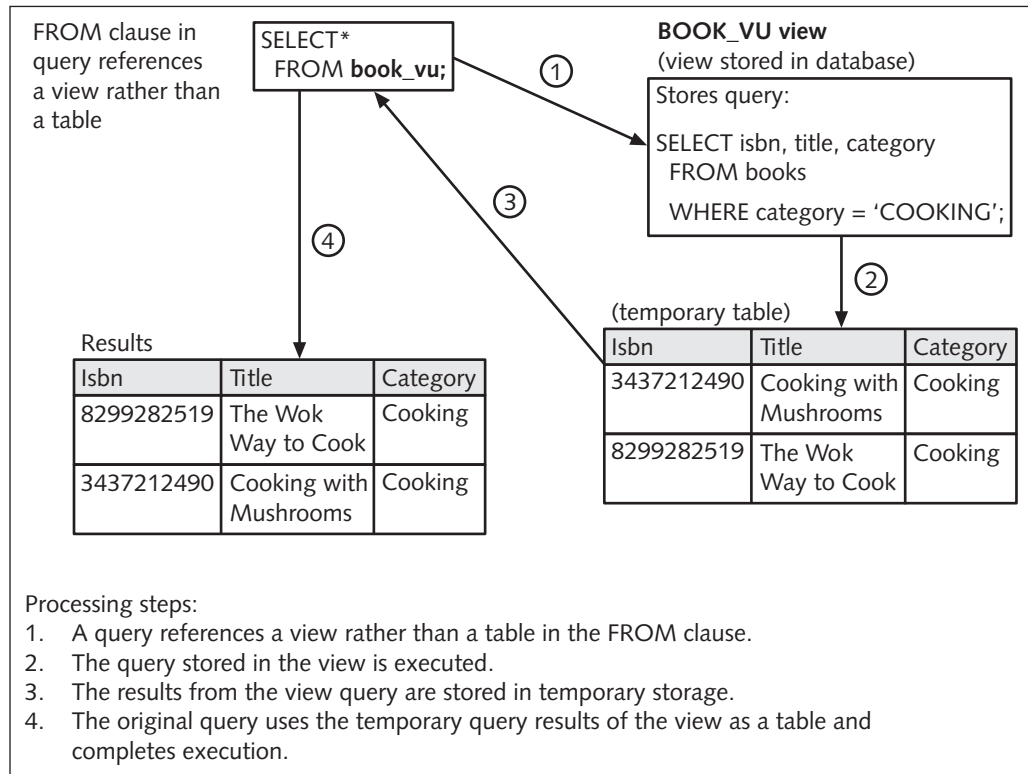 FROM clause in
query references
a view rather than
a table
SELECT*
FROM book_vu;
1
BOOK_VU view
(view stored in database)
Stores query:
SELECT isbn, title, category
FROM books
WHERE category = ‘COOKING’;
3
4
2
Results
Isbn Title Category
8299282519 The Wok Cooking
Way to Cook
3437212490 Cooking with Cooking
Mushrooms
(temporary table)
Isbn Title Category
3437212490 Cooking with Cooking
Mushrooms
8299282519 The Wok Cooking
Way to Cook
Processing steps:
1. A query references a view rather than a table in the FROM clause.
2. The query stored in the view is executed.
3. The results from the view query are stored in temporary storage.
4. The original query uses the temporary query results of the view as a table and
completes execution.